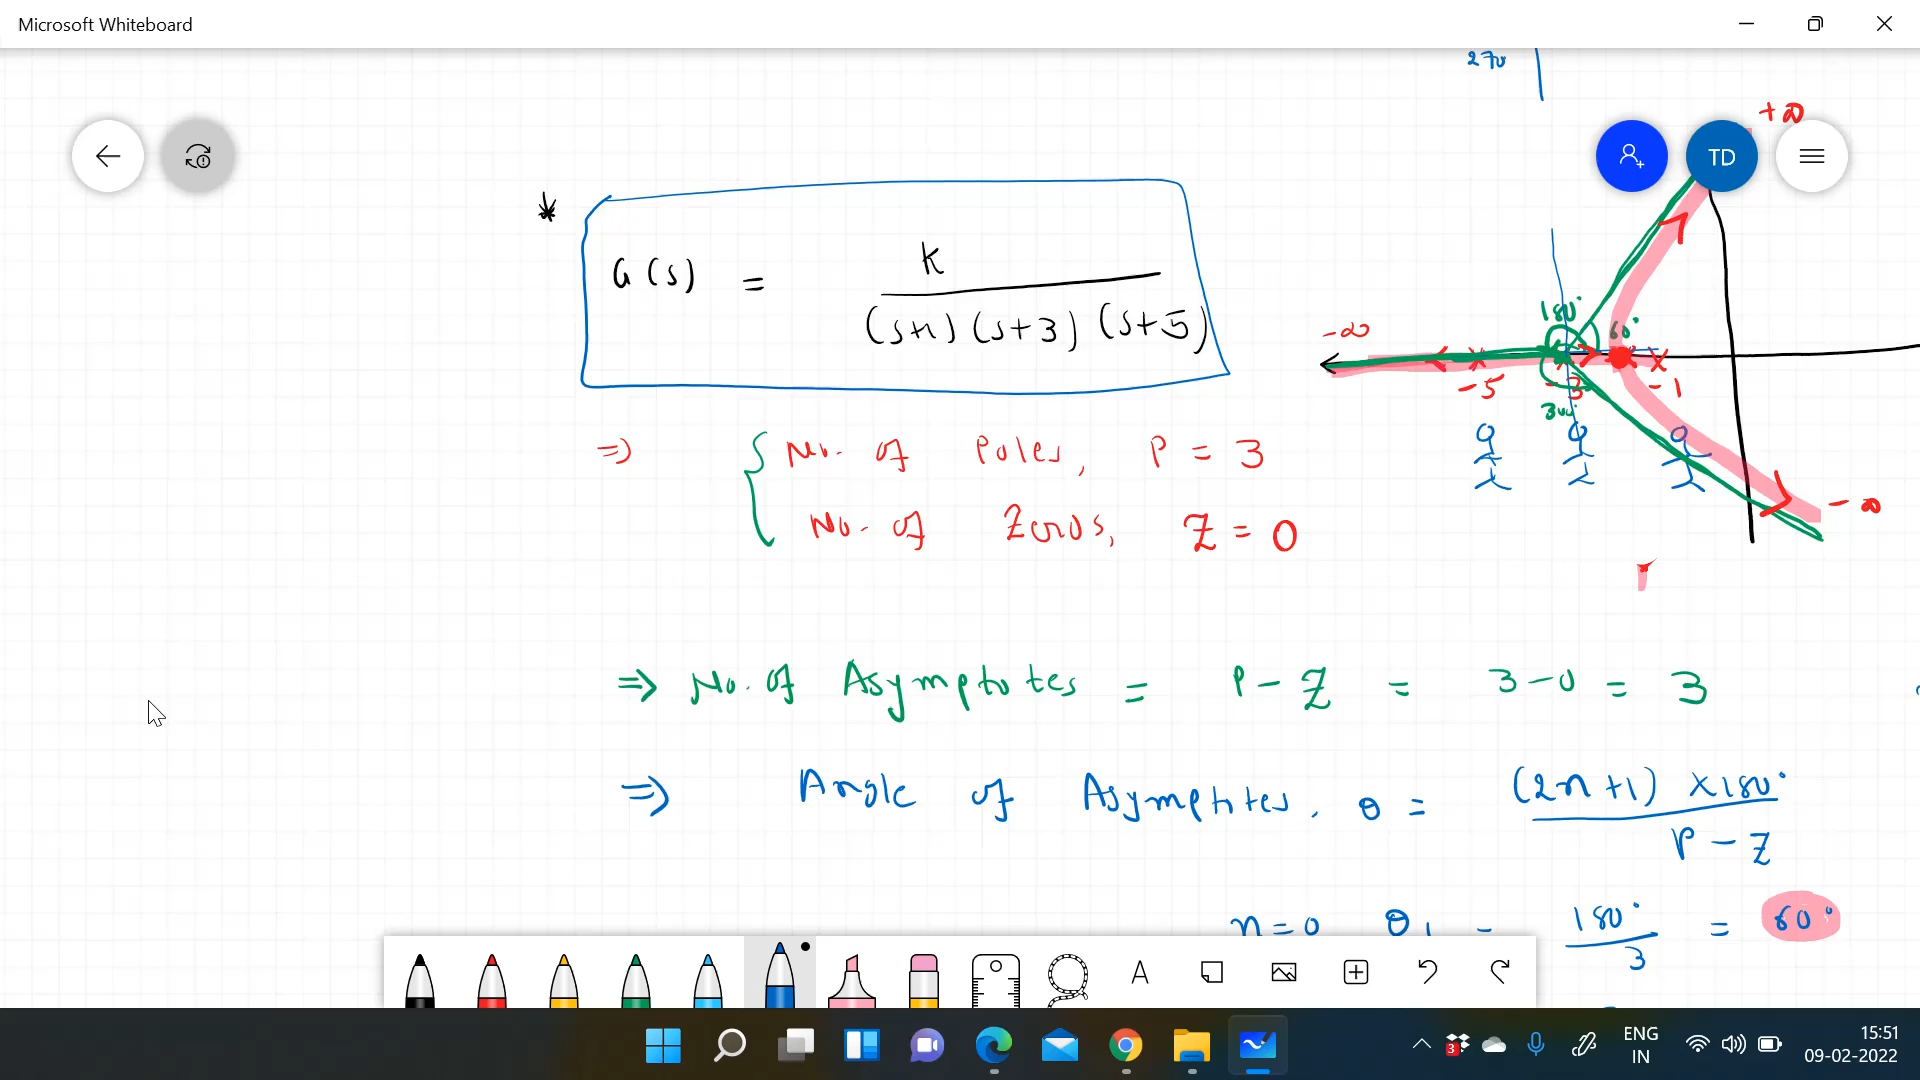 Microsoft Whiteboard
270
+∞
TD
G(s) = K
(s+1) (s+3) (s+5)
180° 60°
-∞
-5 -3 -1
300°
=> No. of Poles, P = 3
No. of Zeros, Z = 0
-∞
=> No. of Asymptotes = P - Z = 3 - 0 = 3
=> Angle of Asymptotes, θ = (2n+1) × 180°
P - Z
n = 0 θ1 = 180° = 60°
3
A
3
ENG
IN
15:51
09-02-2022